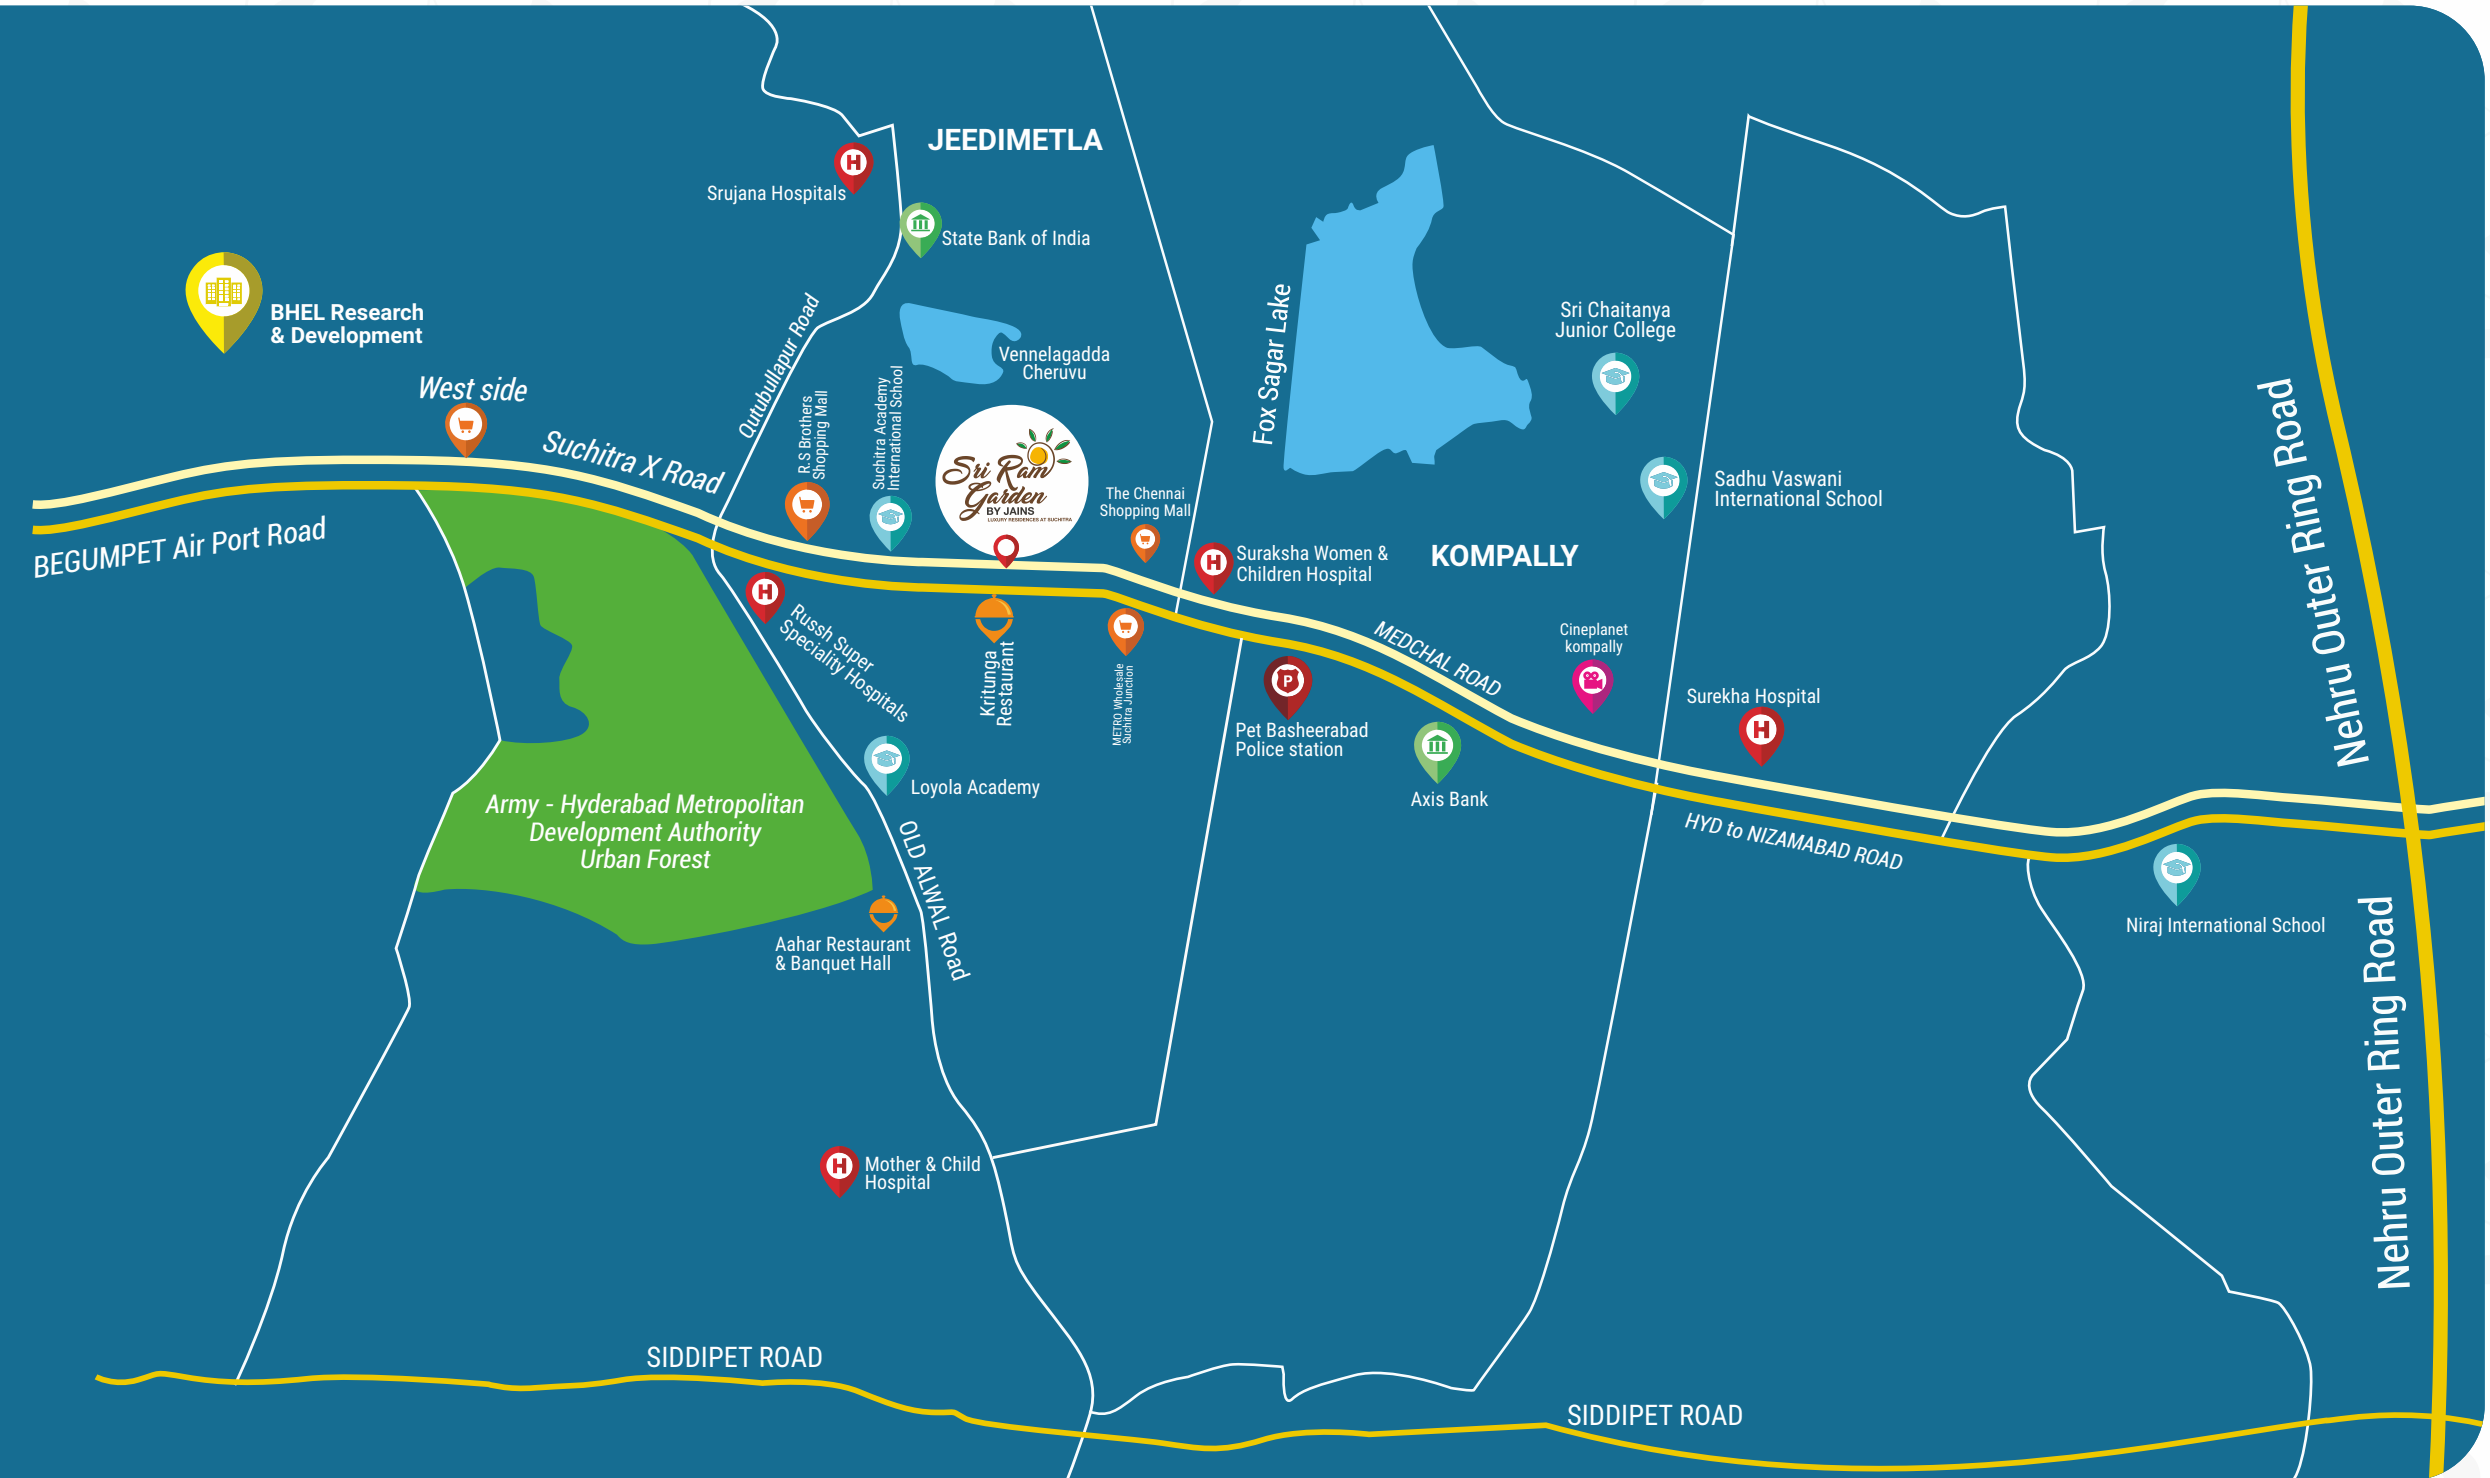 JEEDIMETLA
Srujana Hospitals
State Bank of India
BHEL Research
& Development
West side
Suchitra X Road
Qutubullapur Road
R.S Brothers
Shopping Mall
Suchitra Academy
International School
Vennelagadda
Cheruvu
Sri Ram
Garden
BY JAINS
LUXURY RESIDENCES AT SUCHITRA
The Chennai
Shopping Mall
Fox Sagar Lake
Sri Chaitanya
Junior College
Sadhu Vaswani
International School
Nehru Outer Ring Road
BEGUMPET Air Port Road
Suraksha Women &
Children Hospital
KOMPALLY
Russh Super
Speciality Hospitals
Kritunga
Restaurant
METRO Wholesale
Suchitra Junction
MEDCHAL ROAD
Cineplanet
kompally
Surekha Hospital
P
Pet Basheerabad
Police station
Axis Bank
Loyola Academy
HYD to NIZAMABAD ROAD
Army - Hyderabad Metropolitan
Development Authority
Urban Forest
OLD ALWAL Road
Niraj International School
Aahar Restaurant
& Banquet Hall
Nehru Outer Ring Road
Mother & Child
Hospital
SIDDIPET ROAD
SIDDIPET ROAD
H
H
H
H
H